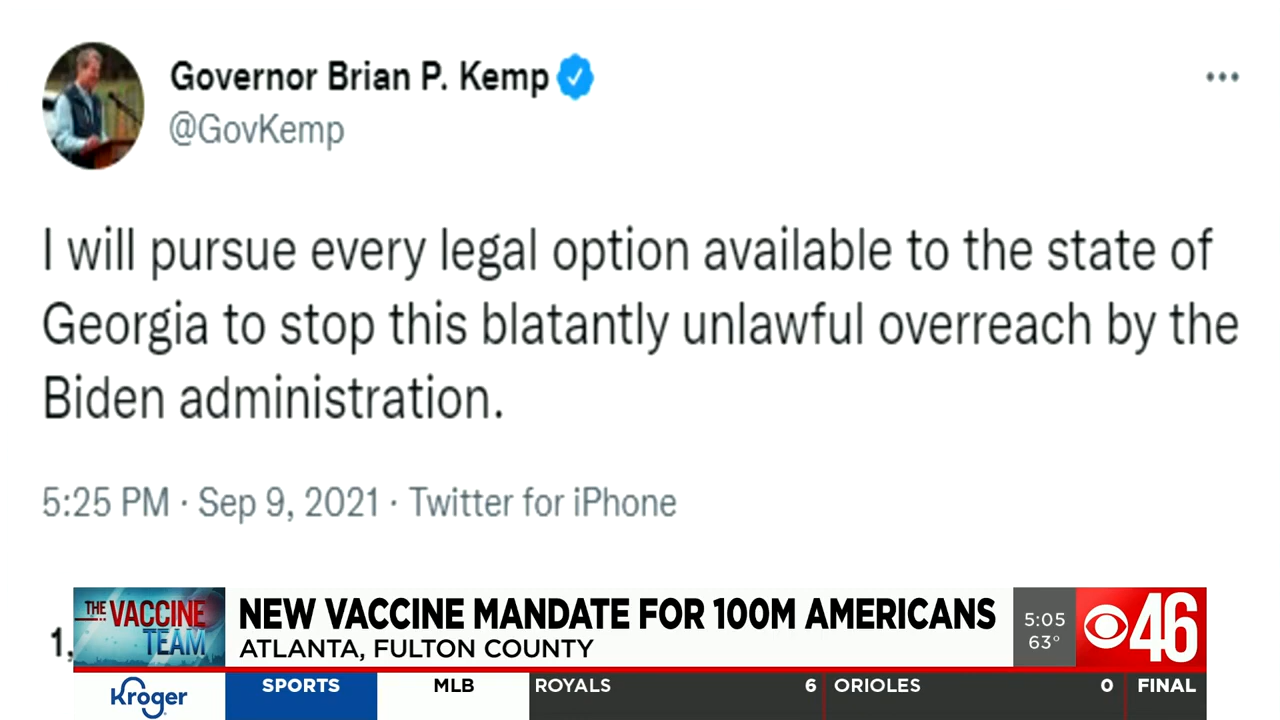 Governor Brian P. Kemp
@GovKemp
I will pursue every legal option available to the state of
Georgia to stop this blatantly unlawful overreach by the
Biden administration.
5:25 PM · Sep 9, 2021 · Twitter for iPhone
1,
THE VACCINE TEAM
NEW VACCINE MANDATE FOR 100M AMERICANS
ATLANTA, FULTON COUNTY
5:05
63°
46
Kroger
SPORTS
MLB
ROYALS 6
ORIOLES 0
FINAL